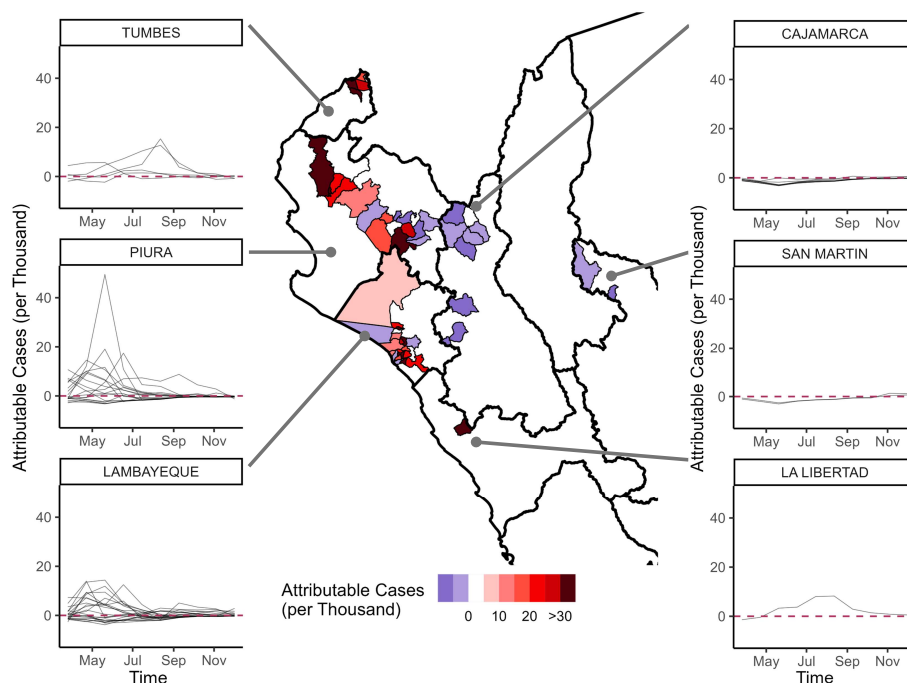 TUMBES
40
20
0
May Jul Sep Nov
PIURA
40
20
0
May Jul Sep Nov
LAMBAYEQUE
40
20
0
May Jul Sep Nov
Time
Attributable Cases (per Thousand)
Attributable Cases
(per Thousand)
0 10 20 >30
CAJAMARCA
40
20
0
May Jul Sep Nov
SAN MARTIN
40
20
0
May Jul Sep Nov
LA LIBERTAD
40
20
0
May Jul Sep Nov
Time
Attributable Cases (per Thousand)